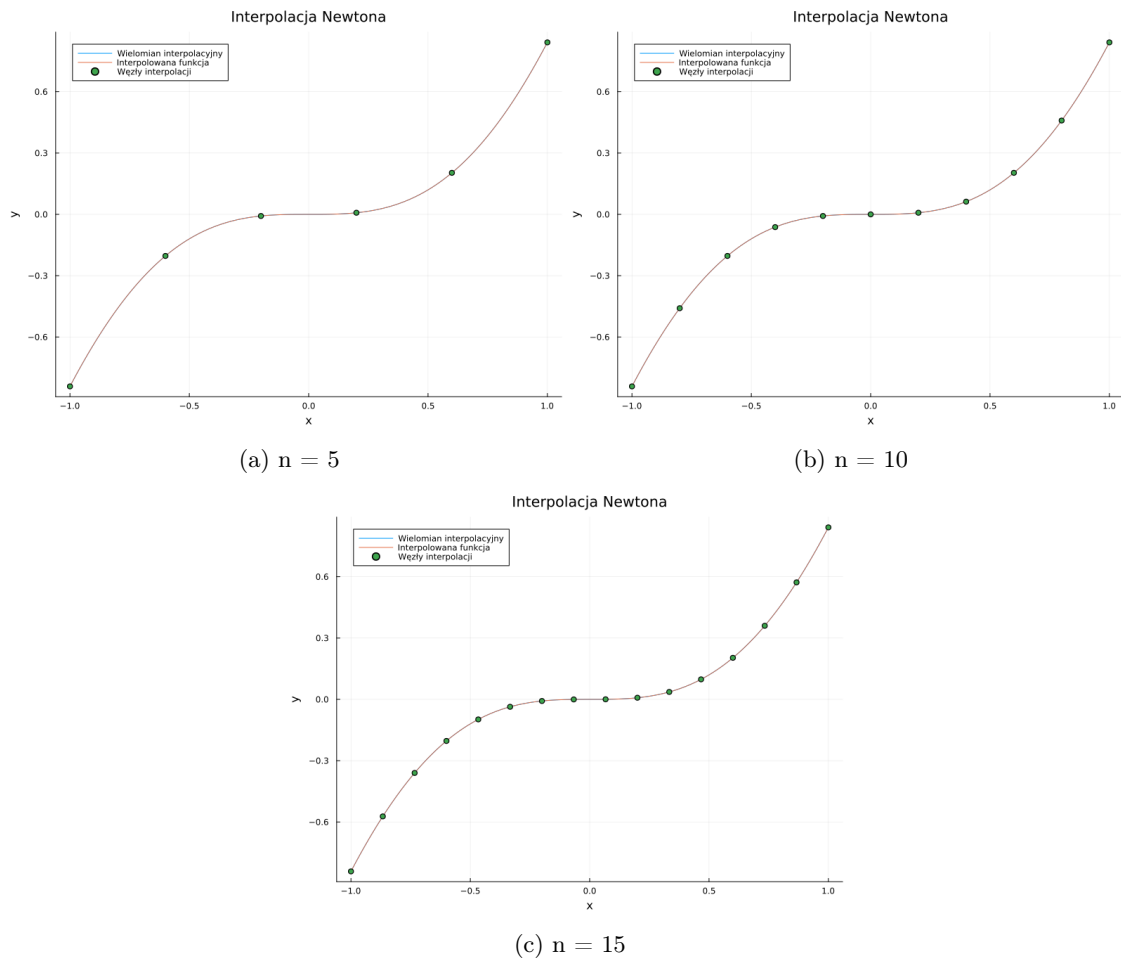 Interpolacja Newtona
Wielomian interpolacyjny
Interpolowana funkcja
Węzły interpolacji
y
0.6
0.3
0.0
−0.3
−0.6
−1.0 −0.5 0.0 0.5 1.0
x
(a) n = 5
Interpolacja Newtona
Wielomian interpolacyjny
Interpolowana funkcja
Węzły interpolacji
y
0.6
0.3
0.0
−0.3
−0.6
−1.0 −0.5 0.0 0.5 1.0
x
(b) n = 10
Interpolacja Newtona
Wielomian interpolacyjny
Interpolowana funkcja
Węzły interpolacji
y
0.6
0.3
0.0
−0.3
−0.6
−1.0 −0.5 0.0 0.5 1.0
x
(c) n = 15